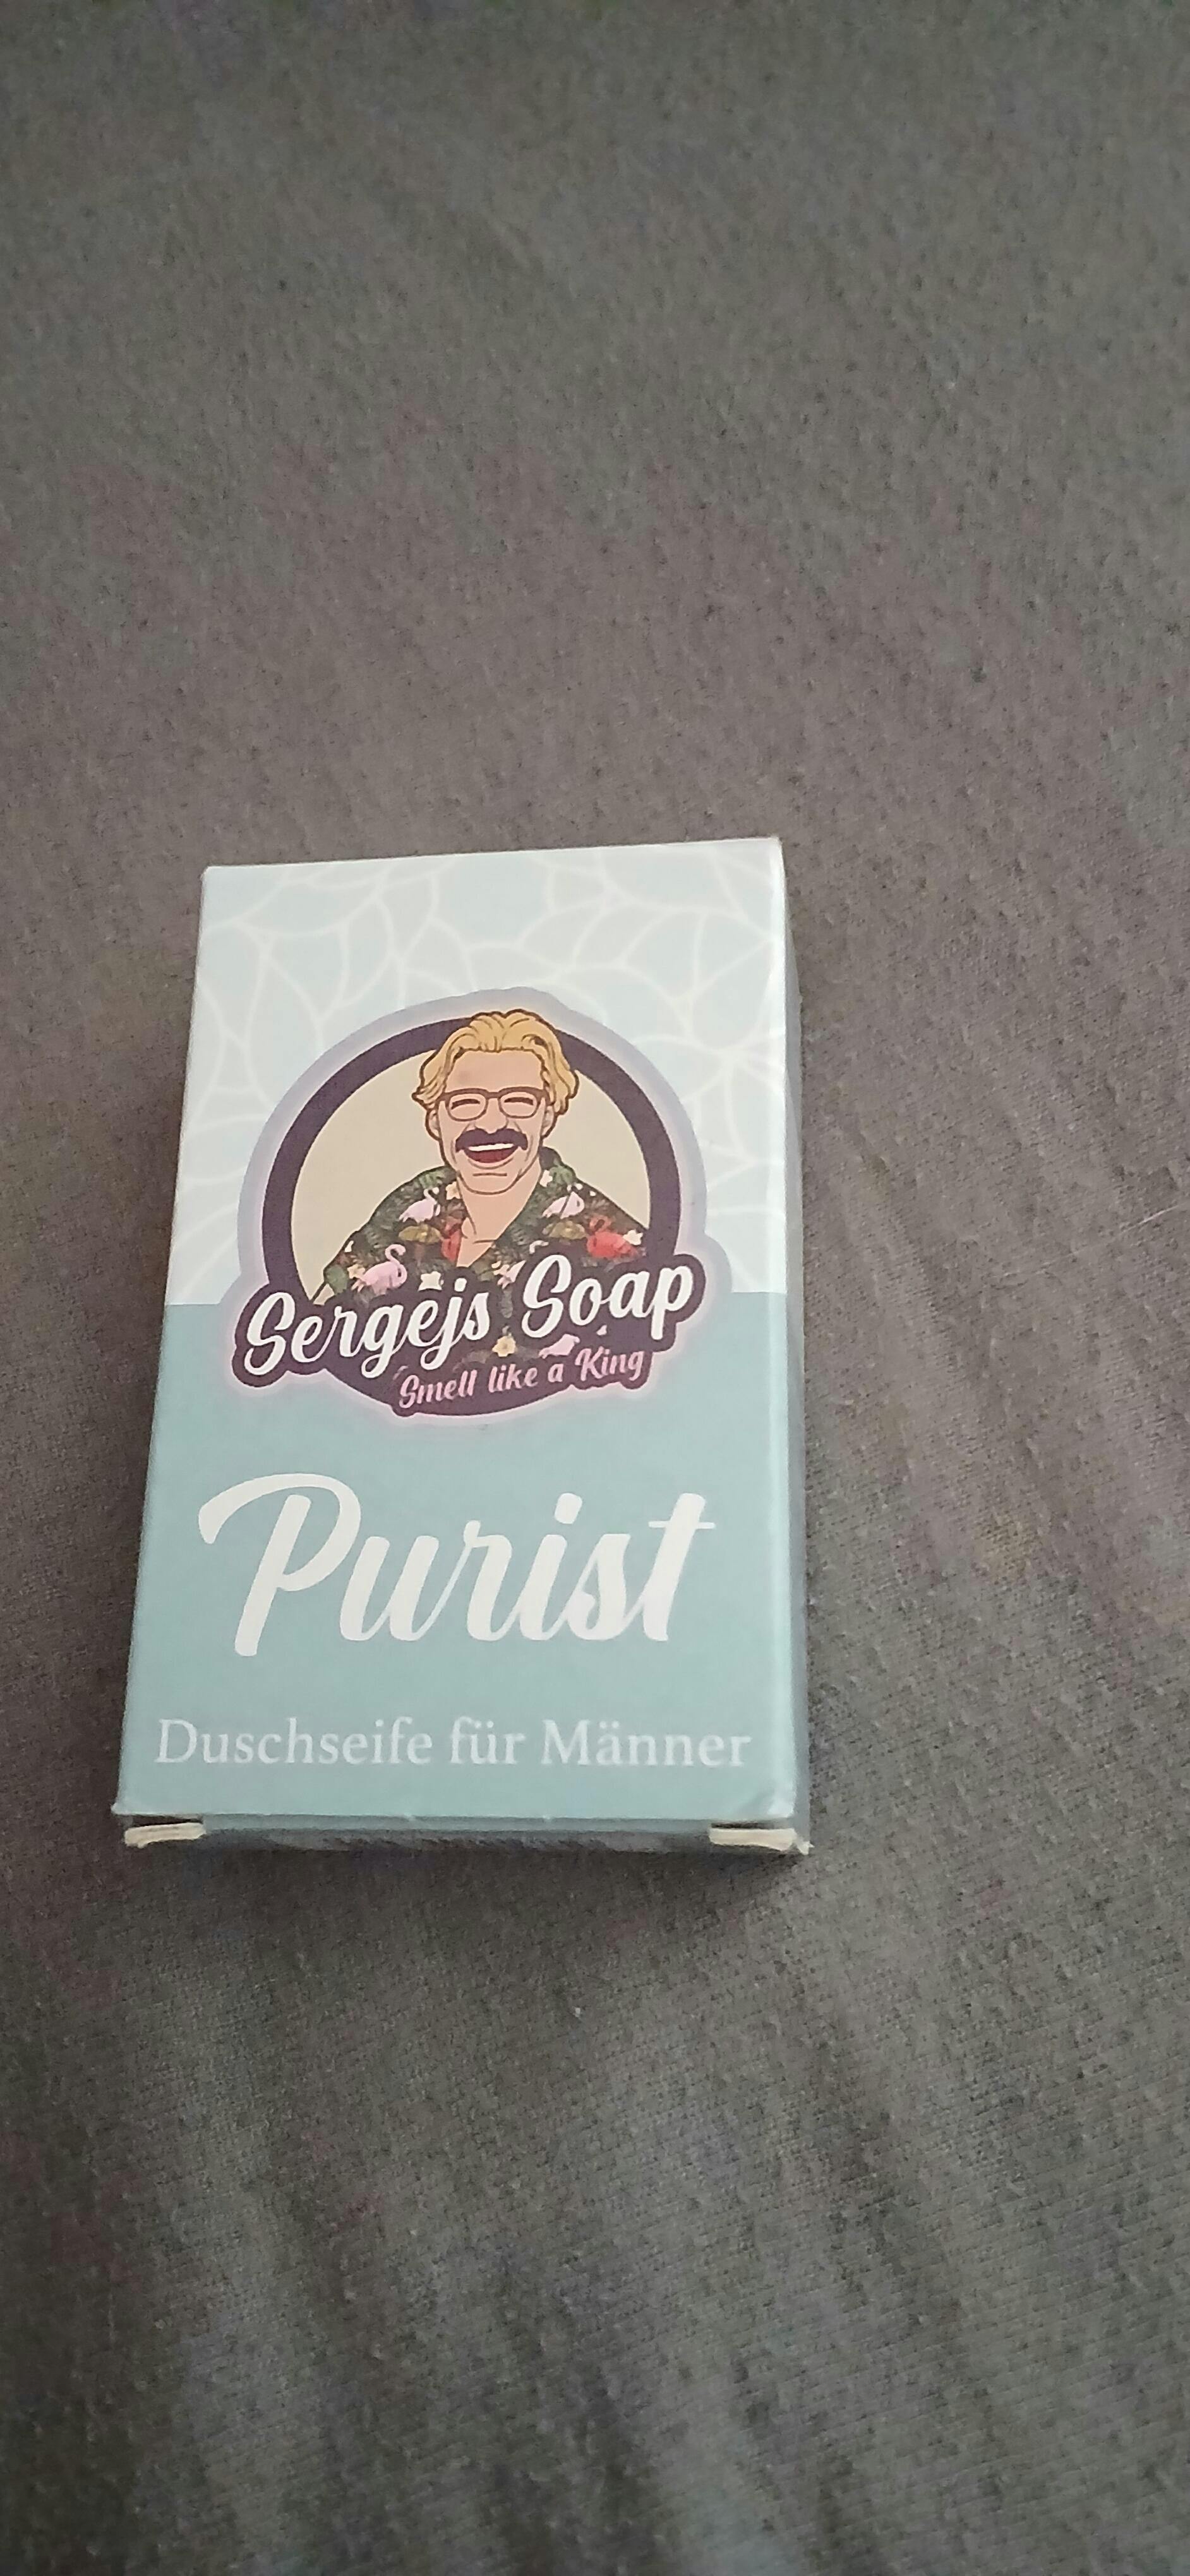 Sergejs Soap
Smell like a King
Purist
Duschseife für Männer